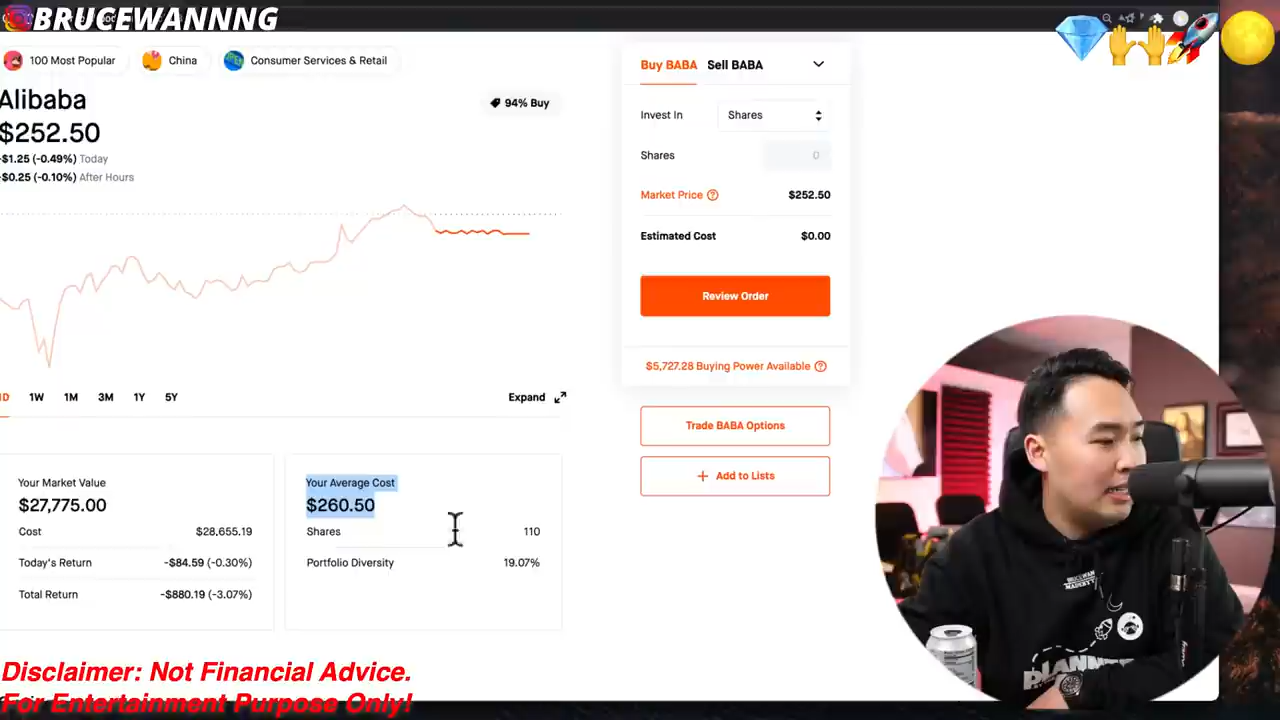 BRUCEWANNNG
100 Most Popular
China
Consumer Services & Retail
Alibaba
$252.50
94% Buy
-$1.25 (-0.49%) Today
-$0.25 (-0.10%) After Hours
1D 1W 1M 3M 1Y 5Y
Expand
Your Market Value
$27,775.00
Cost $28,655.19
Today's Return -$84.59 (-0.30%)
Total Return -$880.19 (-3.07%)
Your Average Cost
$260.50
Shares 110
Portfolio Diversity 19.07%
Buy BABA Sell BABA
Invest In Shares
Shares 0
Market Price $252.50
Estimated Cost $0.00
Review Order
$5,727.28 Buying Power Available
Trade BABA Options
+ Add to Lists
Disclaimer: Not Financial Advice.
For Entertainment Purpose Only!